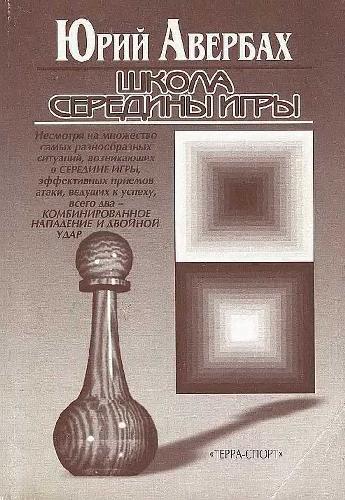 ЮРИЙ АВЕРБАХ
ШКОЛА
СЕРЕДИНЫ ИГРЫ
Несмотря на множество
самых разнообразных
ситуаций, возникающих
в СЕРЕДИНЕ ИГРЫ,
эффективных приемов
атаки, ведущих к успеху,
всего два –
КОМБИНИРОВАННОЕ
НАПАДЕНИЕ И ДВОЙНОЙ
УДАР
«ТЕРРА-СПОРТ»